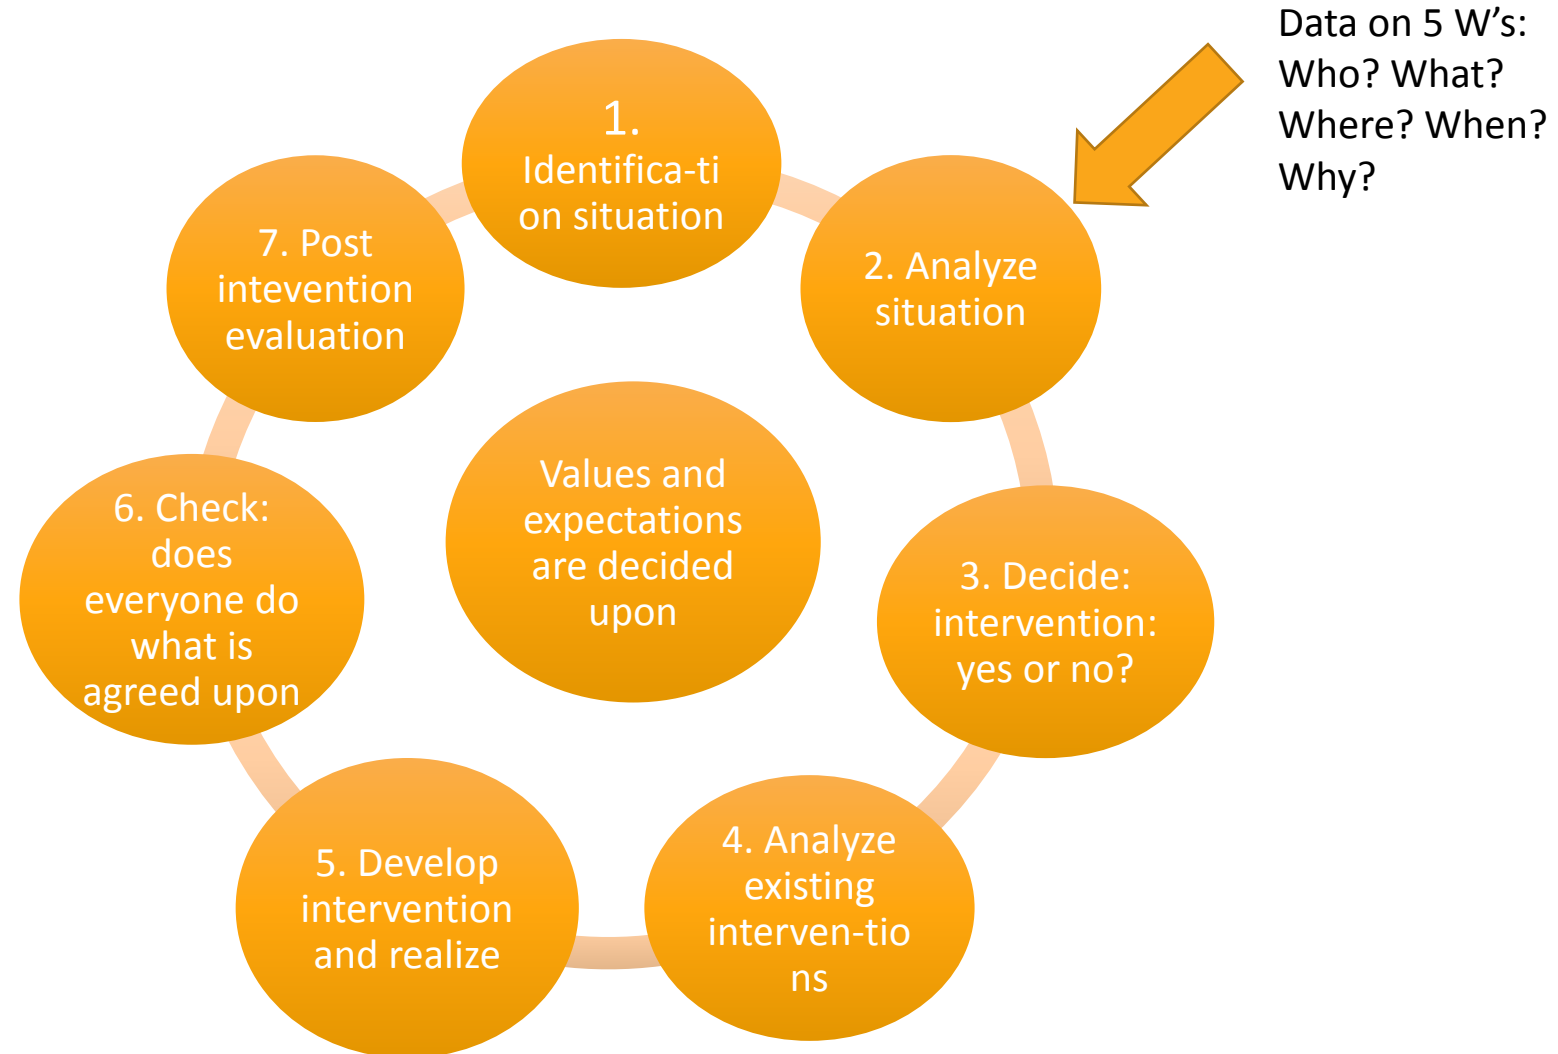 Data on 5 W’s:
Who? What?
Where? When?
Why?
1.
Identifica-ti
on situation
2. Analyze
situation
3. Decide:
intervention:
yes or no?
4. Analyze
existing
interven-tio
ns
5. Develop
intervention
and realize
6. Check:
does
everyone do
what is
agreed upon
7. Post
intevention
evaluation
Values and
expectations
are decided
upon